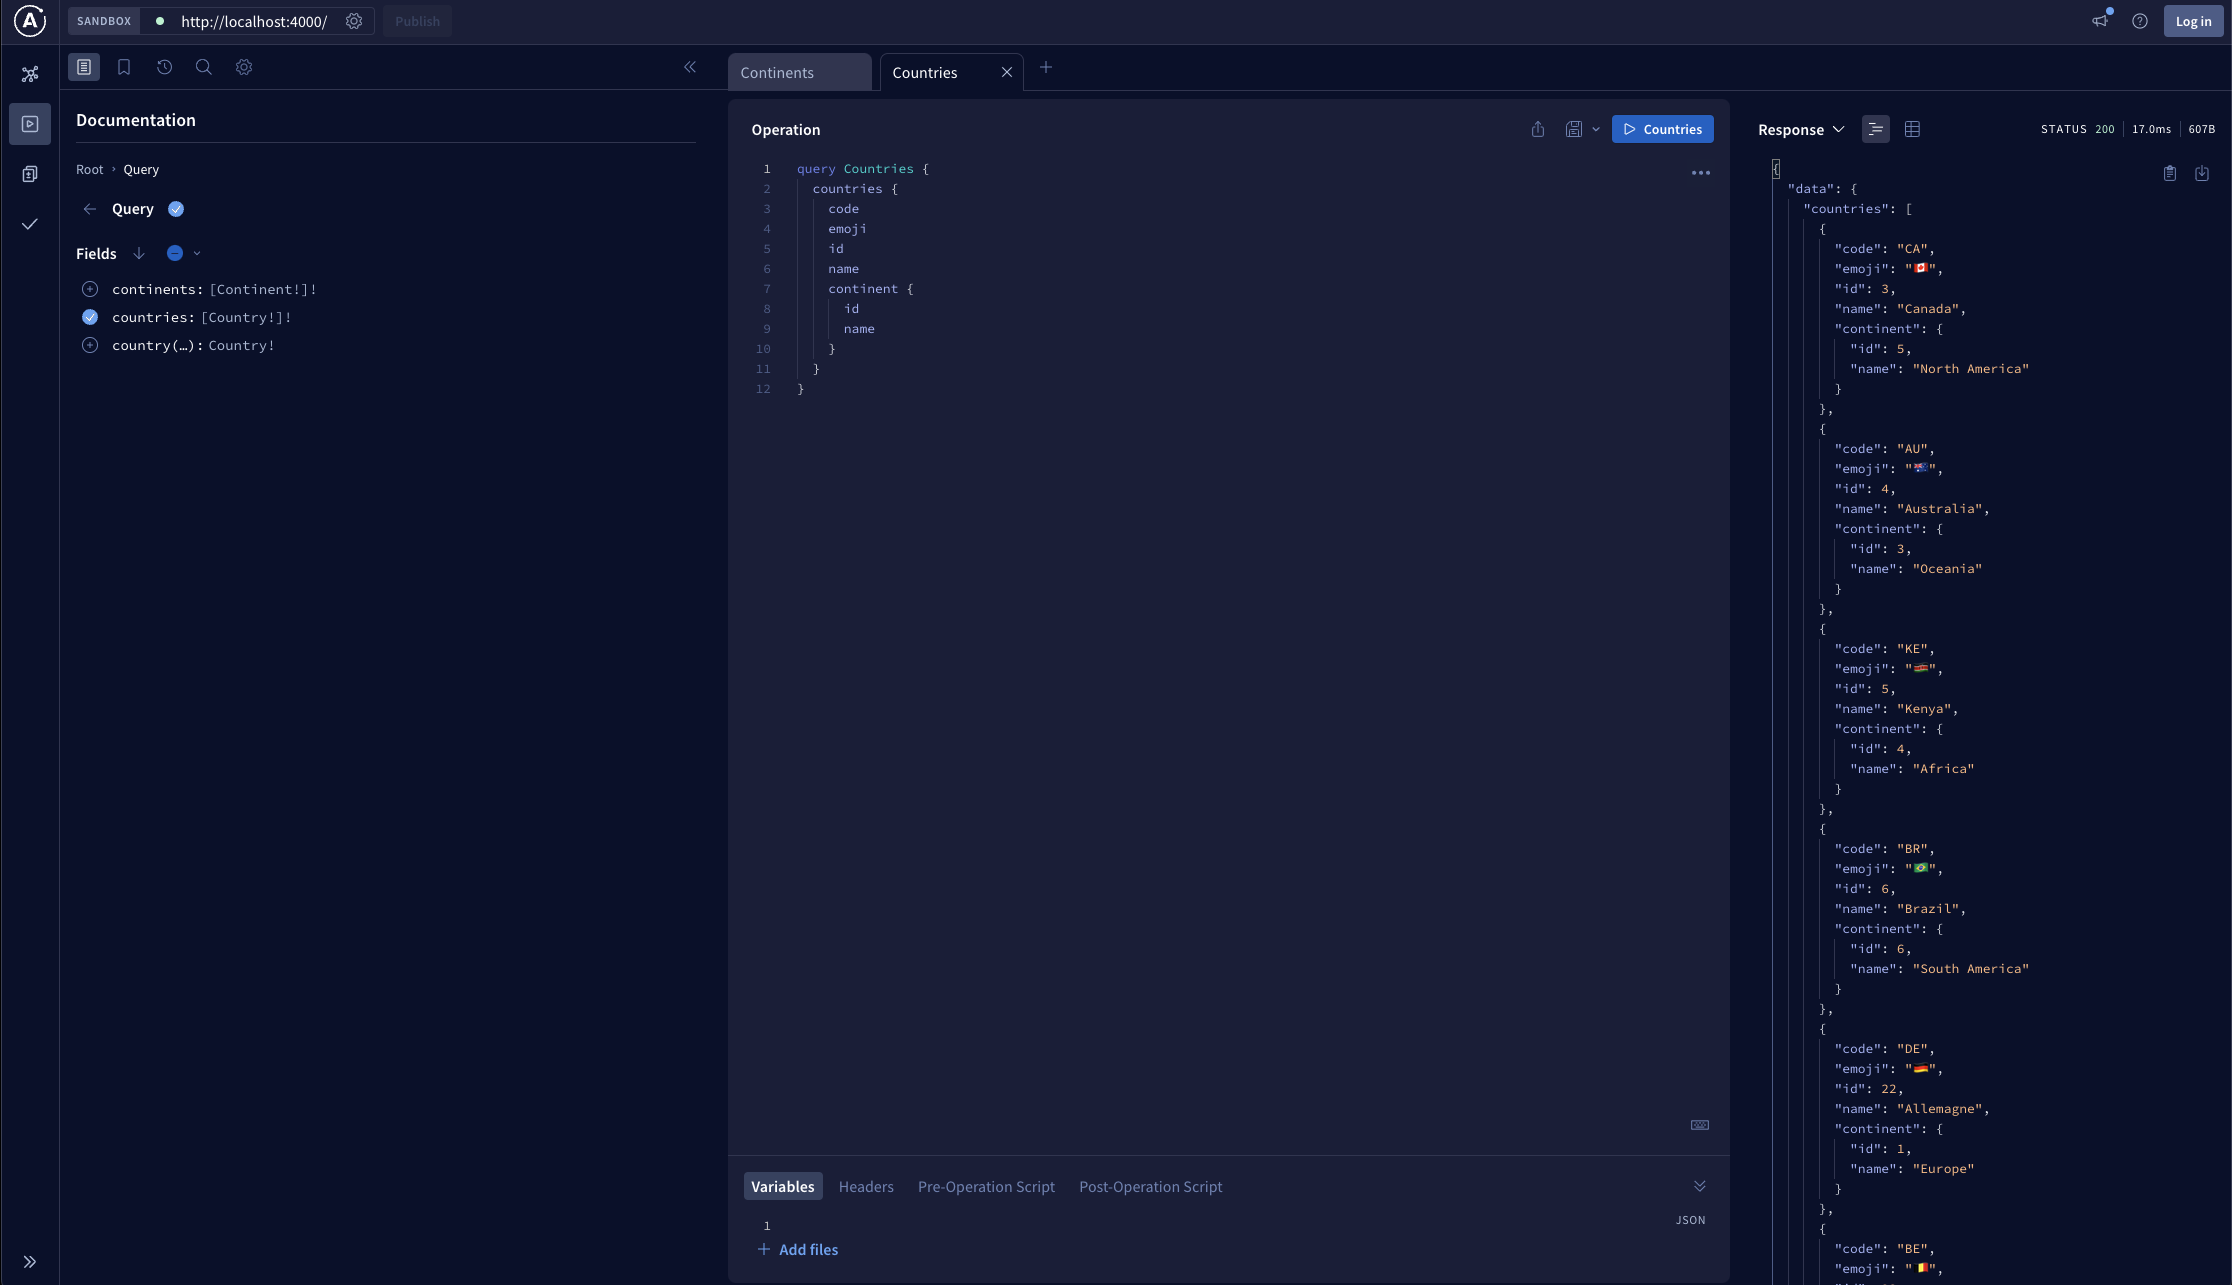 SANDBOX http://localhost:4000/ Publish Log in
Continents Countries
Documentation
Root › Query
Query
Fields
continents: [Continent!]!
countries: [Country!]!
country(…): Country!
Operation Countries
1 query Countries {
2 countries {
3 code
4 emoji
5 id
6 name
7 continent {
8 id
9 name
10 }
11 }
12 }
Variables Headers Pre-Operation Script Post-Operation Script
1 JSON
Add files
Response STATUS 200 17.0ms 607B
{
"data": {
"countries": [
{
"code": "CA",
"emoji": "🇨🇦",
"id": 3,
"name": "Canada",
"continent": {
"id": 5,
"name": "North America"
}
},
{
"code": "AU",
"emoji": "🇦🇺",
"id": 4,
"name": "Australia",
"continent": {
"id": 3,
"name": "Oceania"
}
},
{
"code": "KE",
"emoji": "🇰🇪",
"id": 5,
"name": "Kenya",
"continent": {
"id": 4,
"name": "Africa"
}
},
{
"code": "BR",
"emoji": "🇧🇷",
"id": 6,
"name": "Brazil",
"continent": {
"id": 6,
"name": "South America"
}
},
{
"code": "DE",
"emoji": "🇩🇪",
"id": 22,
"name": "Allemagne",
"continent": {
"id": 1,
"name": "Europe"
}
},
{
"code": "BE",
"emoji": "🇧🇪",